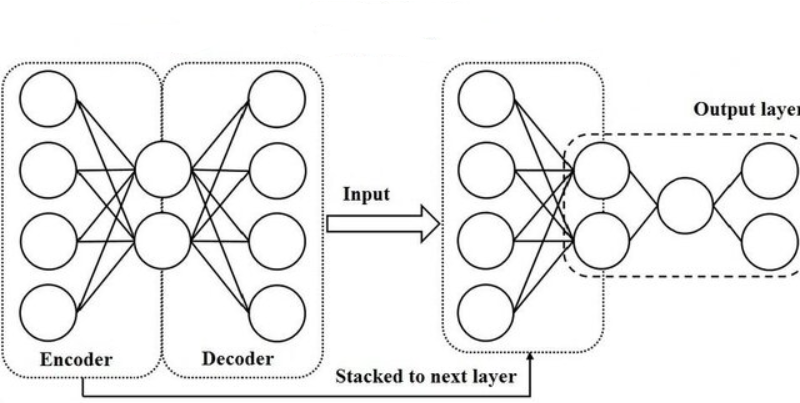 Output layer
Input
Encoder
Decoder
Stacked to next layer